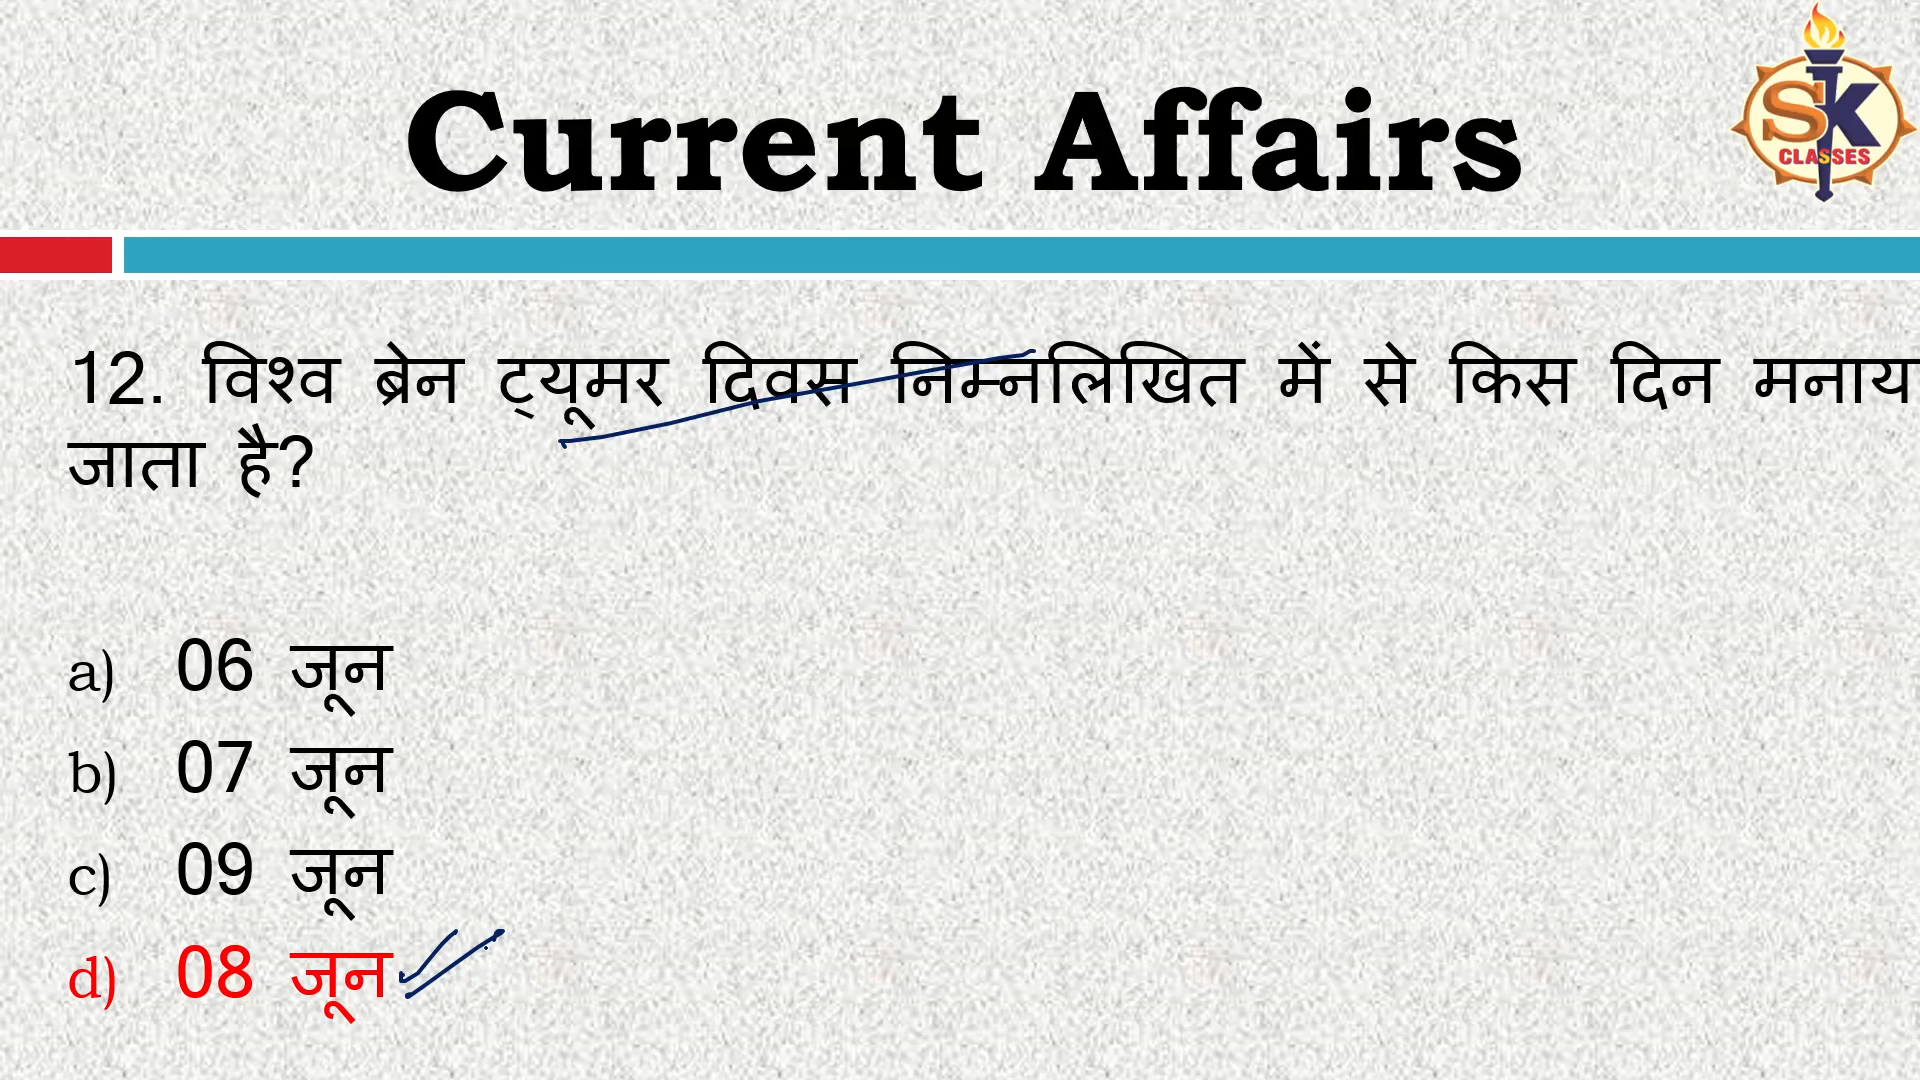 Current Affairs
SK
CLASSES
12. विश्व ब्रेन ट्यूमर दिवस निम्नलिखित में से किस दिन मनाय
जाता है?
a) 06 जून
b) 07 जून
c) 09 जून
d) 08 जून